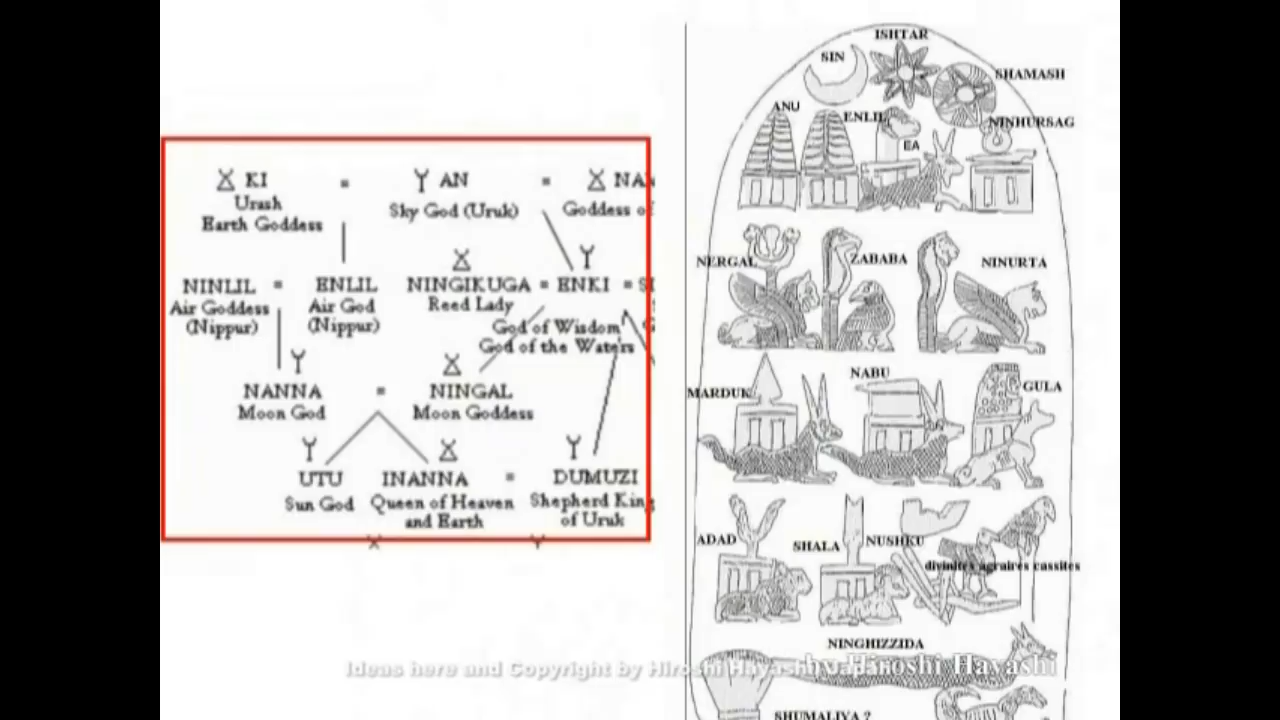 KI
AN
NAN
Urash
Earth Goddess
Sky God (Uruk)
Goddess of
NINLIL
ENLIL
NINGIKUGA
ENKI
Air Goddess
(Nippur)
Air God
(Nippur)
Reed Lady
God of Wisdom
God of the Waters
NANNA
Moon God
NINGAL
Moon Goddess
UTU
Sun God
INANNA
Queen of Heaven
and Earth
DUMUZI
Shepherd King
of Uruk
ISHTAR
SIN
SHAMASH
ANU
ENLIL
NINHURSAG
EA
NERGAL
ZABABA
NINURTA
MARDUK
NABU
GULA
ADAD
SHALA
NUSHKU
divinités agraires cassites
NINGHIZZIDA
SHUMALIYA ?
Ideas here and Copyright by Hiroshi Hayashi
by Hiroshi Hayashi